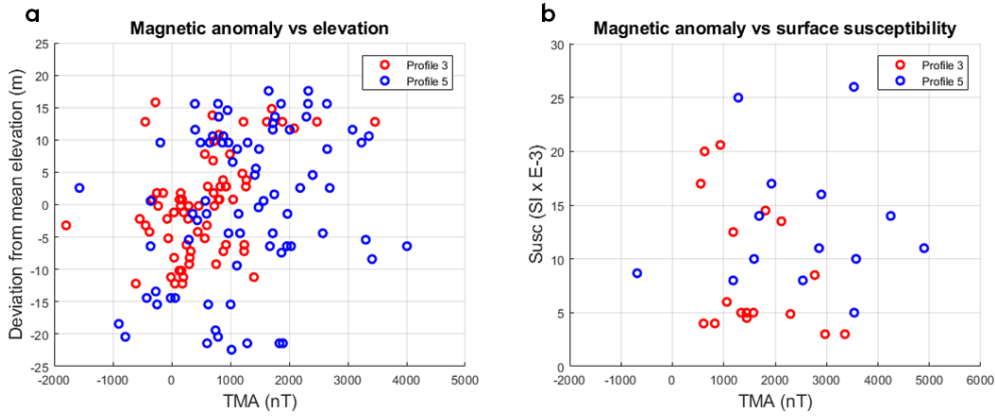 a
Magnetic anomaly vs elevation
Profile 3
Profile 5
25
20
15
10
5
0
-5
-10
-15
-20
-25
Deviation from mean elevation (m)
-2000 -1000 0 1000 2000 3000 4000 5000
TMA (nT)
b
Magnetic anomaly vs surface susceptibility
Profile 3
Profile 5
30
25
20
15
10
5
0
Susc (SI x E-3)
-2000 -1000 0 1000 2000 3000 4000 5000 6000
TMA (nT)